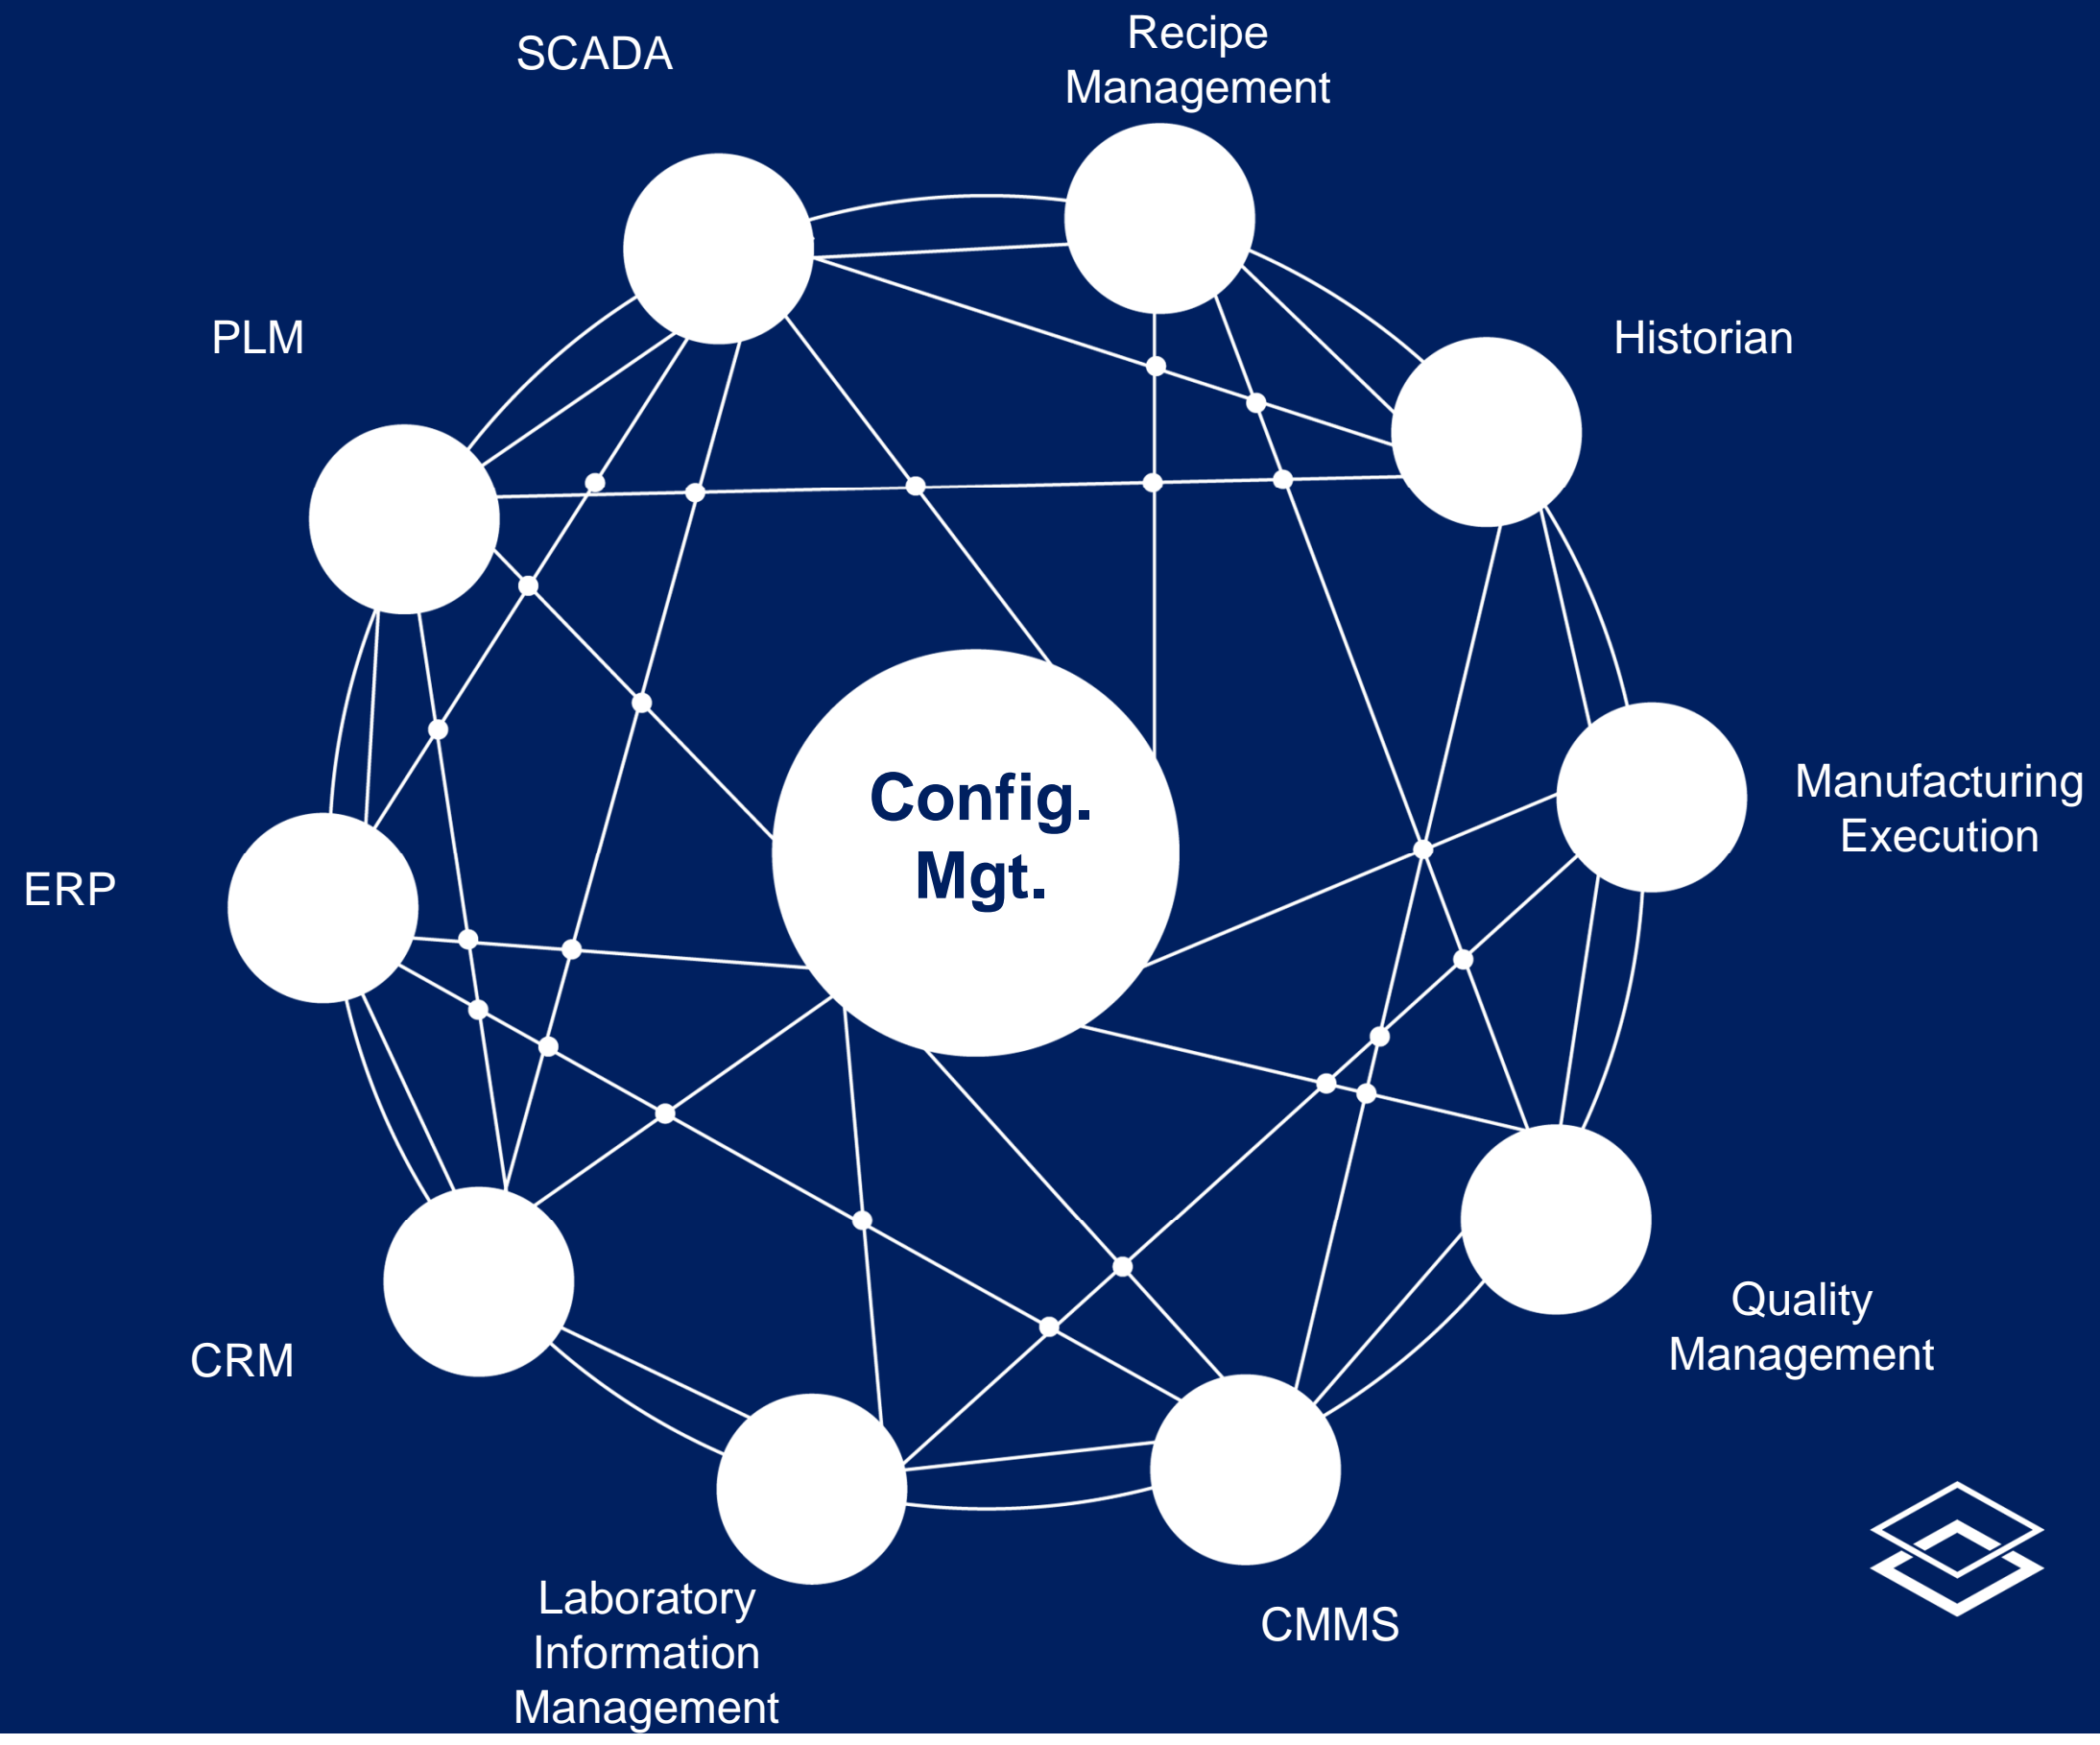 SCADA
Recipe
Management
PLM
Historian
Config.
Mgt.
Manufacturing
Execution
ERP
Quality
Management
CRM
Laboratory
Information
Management
CMMS